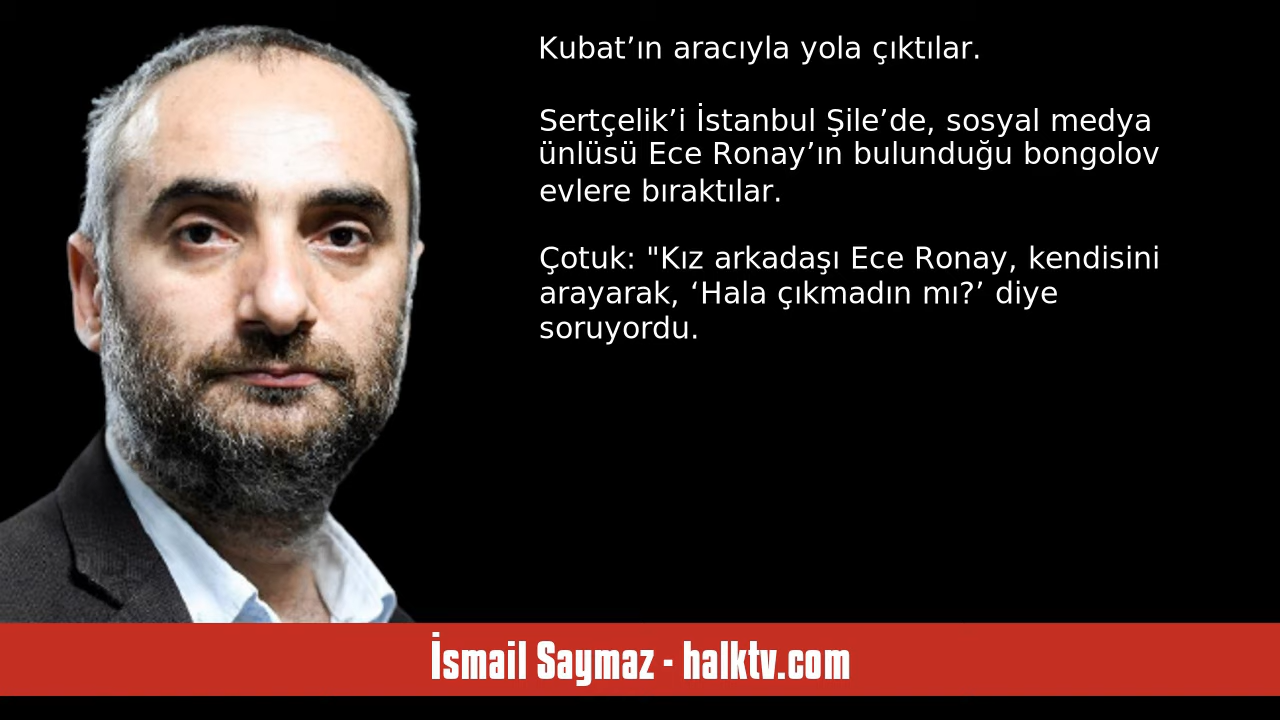 Kubat’ın aracıyla yola çıktılar.
Sertçelik’i İstanbul Şile’de, sosyal medya
ünlüsü Ece Ronay’ın bulunduğu bongolov
evlere bıraktılar.
Çotuk: "Kız arkadaşı Ece Ronay, kendisini
arayarak, ‘Hala çıkmadın mı?’ diye
soruyordu.
İsmail Saymaz - halktv.com